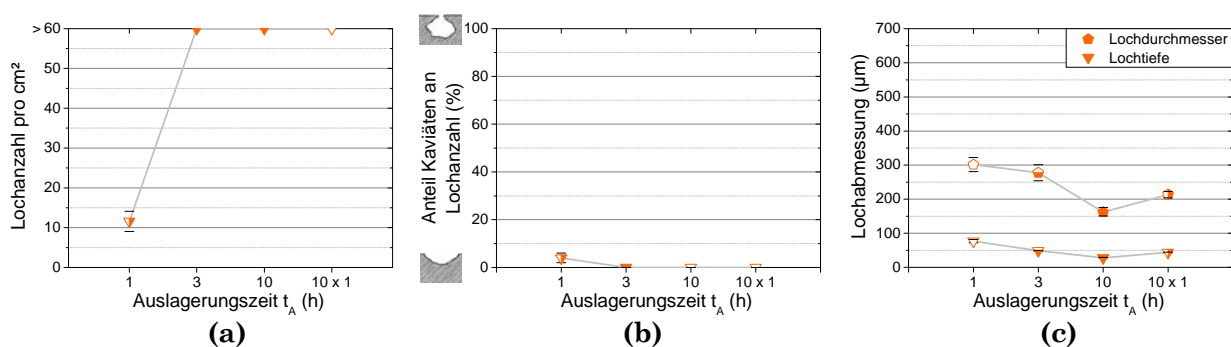 Lochanzahl pro cm²
> 60
50
40
30
20
10
0
1 3 10 10 x 1
Auslagerungszeit t_A (h)
(a)
Anteil Kaviäten an
Lochanzahl (%)
100
80
60
40
20
0
1 3 10 10 x 1
Auslagerungszeit t_A (h)
(b)
Lochabmessung (µm)
700
600
500
400
300
200
100
0
Lochdurchmesser
Lochtiefe
1 3 10 10 x 1
Auslagerungszeit t_A (h)
(c)